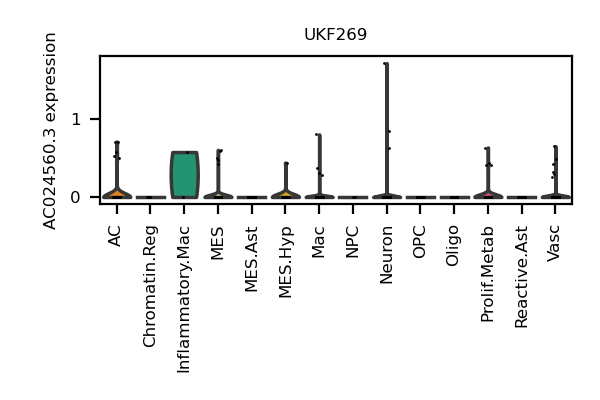 UKF269
AC024560.3 expression
1
0
AC
Chromatin.Reg
Inflammatory.Mac
MES
MES.Ast
MES.Hyp
Mac
NPC
Neuron
OPC
Oligo
Prolif.Metab
Reactive.Ast
Vasc